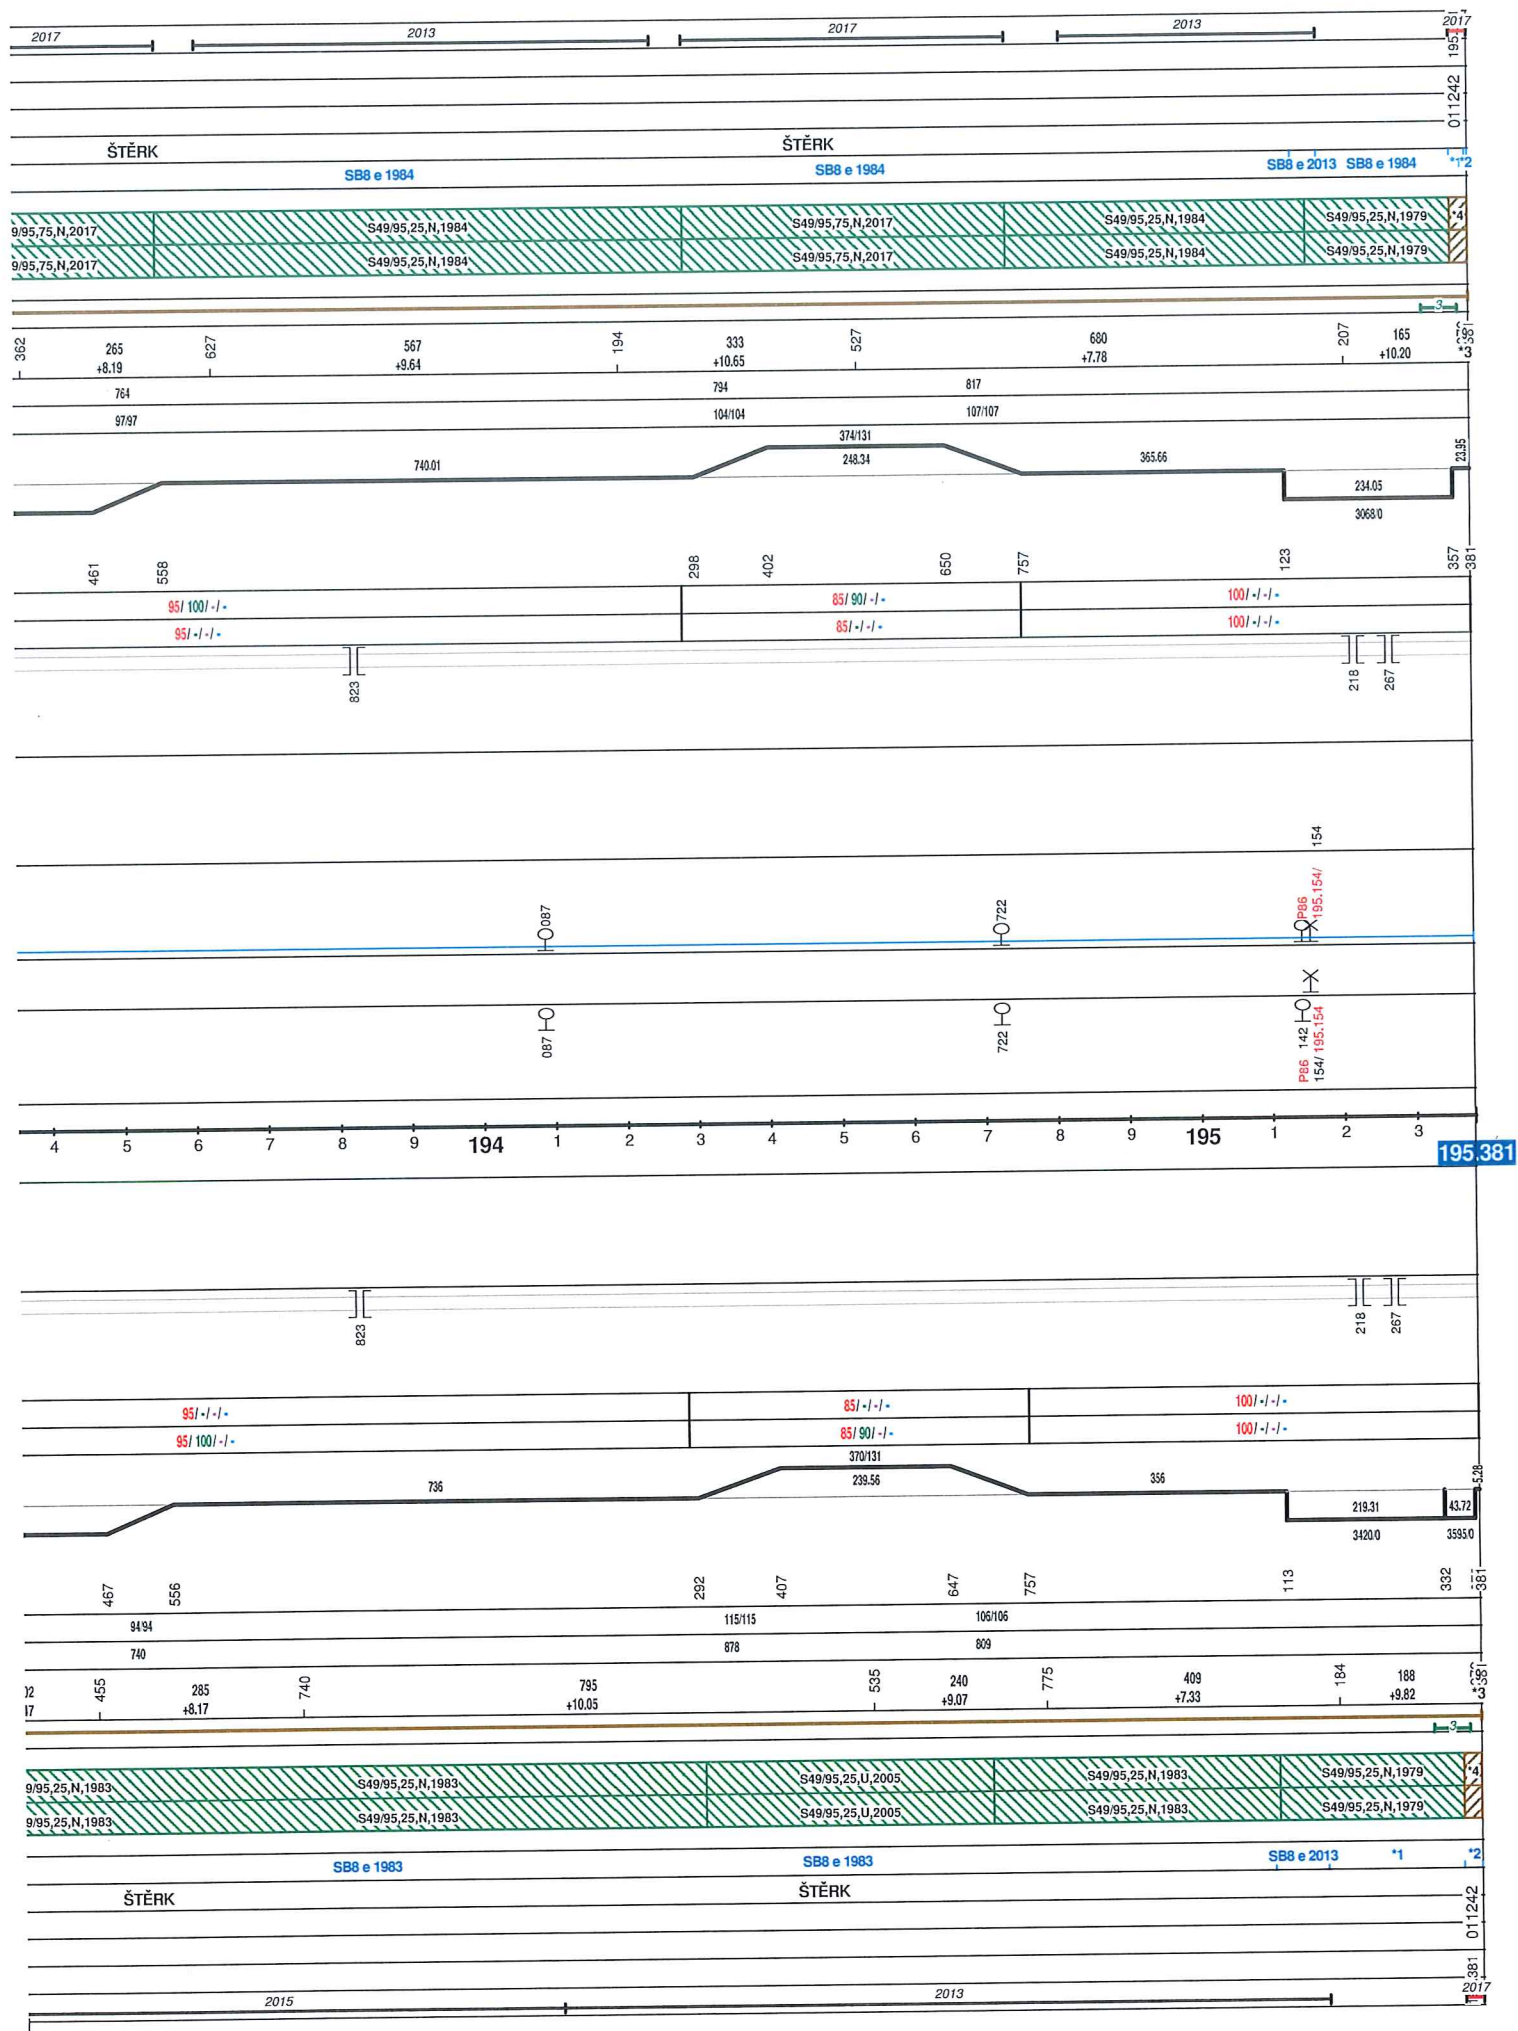 2017 2013 2017 2013 2017
195.
011242
ŠTĚRK ŠTĚRK
SB8 e 1984 SB8 e 1984 SB8 e 2013 SB8 e 1984 *1 *2
9/95,75,N,2017 S49/95,25,N,1984 S49/95,75,N,2017 S49/95,25,N,1984 S49/95,25,N,1979 *4
9/95,75,N,2017 S49/95,25,N,1984 S49/95,75,N,2017 S49/95,25,N,1984 S49/95,25,N,1979
3
362 265 627 567 194 333 527 680 207 165
+8.19 +9.64 +10.65 +7.78 +10.20 *3
764 794 817
97/97 104/104 107/107
374/131
740.01 248.34 365.66 23.95
234.05
3068/0
461 558 298 402 650 757 123 357 381
95/ 100/ -/ - 85/ 90/ -/ - 100/ -/ -/ -
95/ -/ -/ - 85/ -/ -/ - 100/ -/ -/ -
823 218 267
154
087 722 P86 195.154/
087 722 P86 142 154/ 195.154
4 5 6 7 8 9 194 1 2 3 4 5 6 7 8 9 195 1 2 3
195.381
823 218 267
95/ -/ -/ - 85/ -/ -/ - 100/ -/ -/ -
95/ 100/ -/ - 85/ 90/ -/ - 100/ -/ -/ -
370/131
736 239.56 356 5.28
219.31 43.72
3420/0 3595/0
467 556 292 407 647 757 113 332 381
94/94 115/115 106/106
740 878 809
455 285 740 795 535 240 775 409 184 188
+8.17 +10.05 +9.07 +7.33 +9.82 *3
3
9/95,25,N,1983 S49/95,25,N,1983 S49/95,25,U,2005 S49/95,25,N,1983 S49/95,25,N,1979 *4
9/95,25,N,1983 S49/95,25,N,1983 S49/95,25,U,2005 S49/95,25,N,1983 S49/95,25,N,1979
SB8 e 1983 SB8 e 1983 SB8 e 2013 *1 *2
ŠTĚRK ŠTĚRK
011242
.381
2015 2013 2017